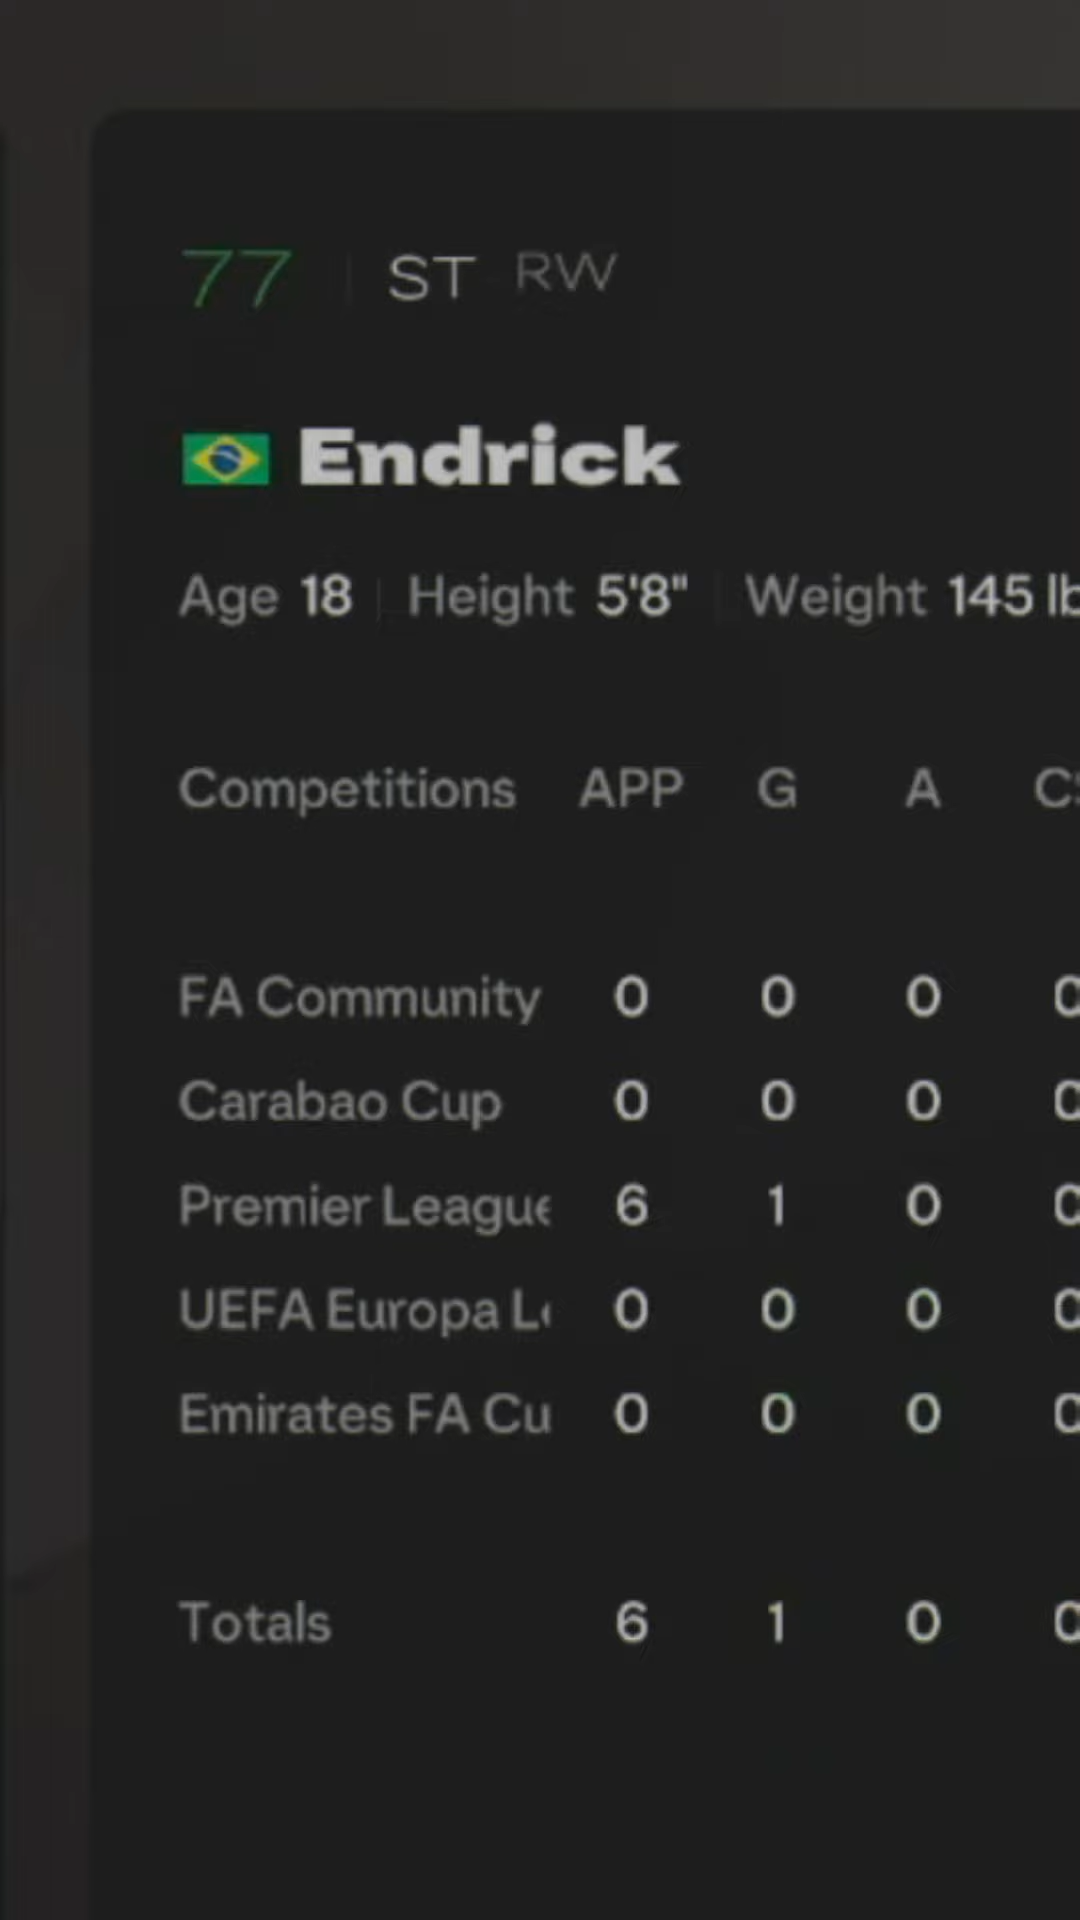 77 ST RW
Endrick
Age 18 Height 5'8" Weight 145 lb
Competitions APP G A
FA Community 0 0 0
Carabao Cup 0 0 0
Premier League 6 1 0
UEFA Europa 0 0 0
Emirates FA Cu 0 0 0
Totals 6 1 0